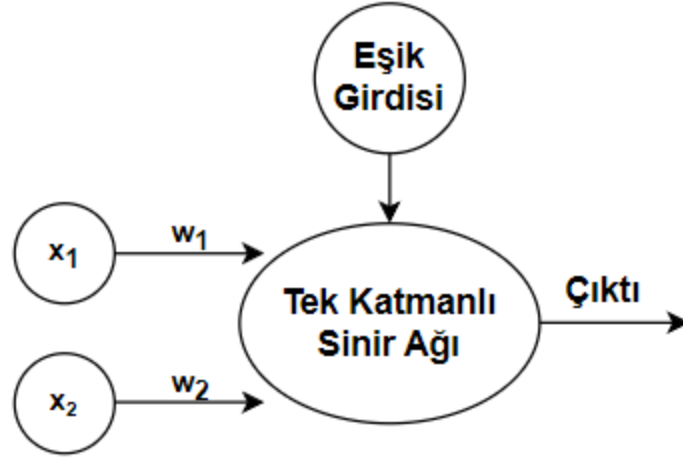 Eşik
Girdisi
x1
w1
Tek Katmanlı
Sinir Ağı
Çıktı
x2
w2